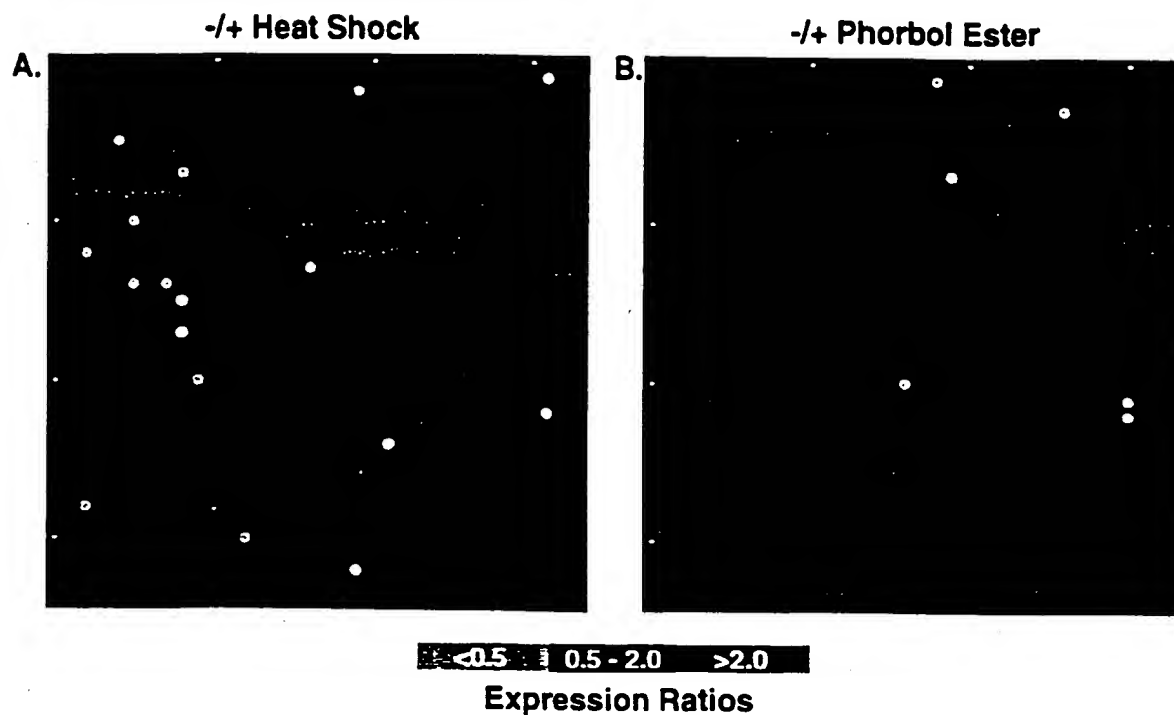 -/+ Heat Shock
-/+ Phorbol Ester
A.
B.
<0.5 0.5 - 2.0 >2.0
Expression Ratios